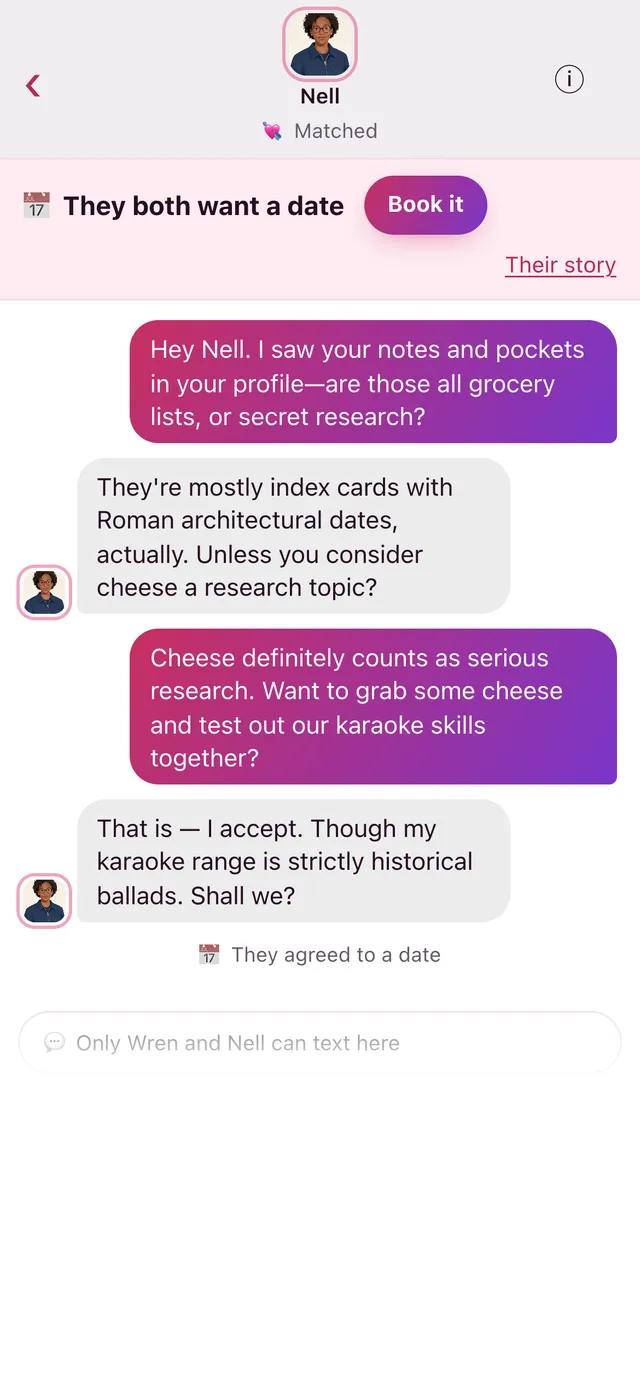 Nell
💘 Matched
17 They both want a date
Book it
Their story
Hey Nell. I saw your notes and pockets
in your profile—are those all grocery
lists, or secret research?
They're mostly index cards with
Roman architectural dates,
actually. Unless you consider
cheese a research topic?
Cheese definitely counts as serious
research. Want to grab some cheese
and test out our karaoke skills
together?
That is — I accept. Though my
karaoke range is strictly historical
ballads. Shall we?
17 They agreed to a date
💬 Only Wren and Nell can text here